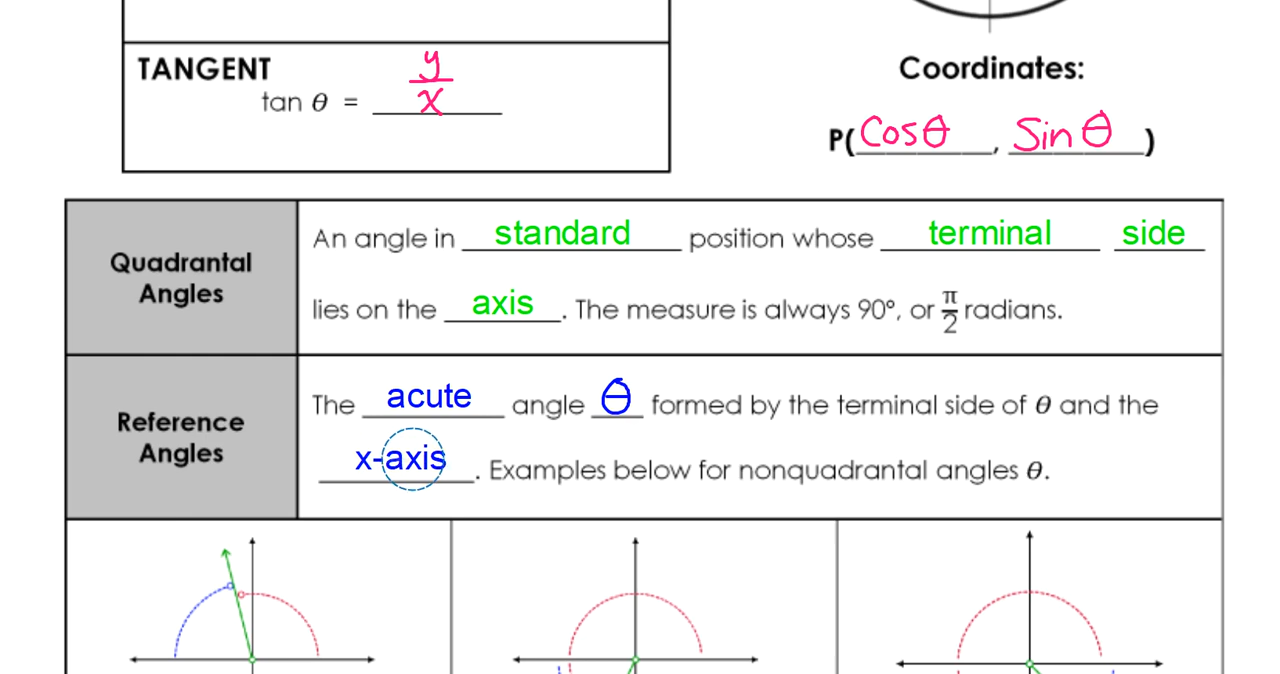 TANGENT
tan θ = y/x
Coordinates:
P(Cosθ, Sinθ)
Quadrantal
Angles
An angle in standard position whose terminal side
lies on the axis. The measure is always 90°, or π/2 radians.
Reference
Angles
The acute angle θ formed by the terminal side of θ and the
x-axis. Examples below for nonquadrantal angles θ.